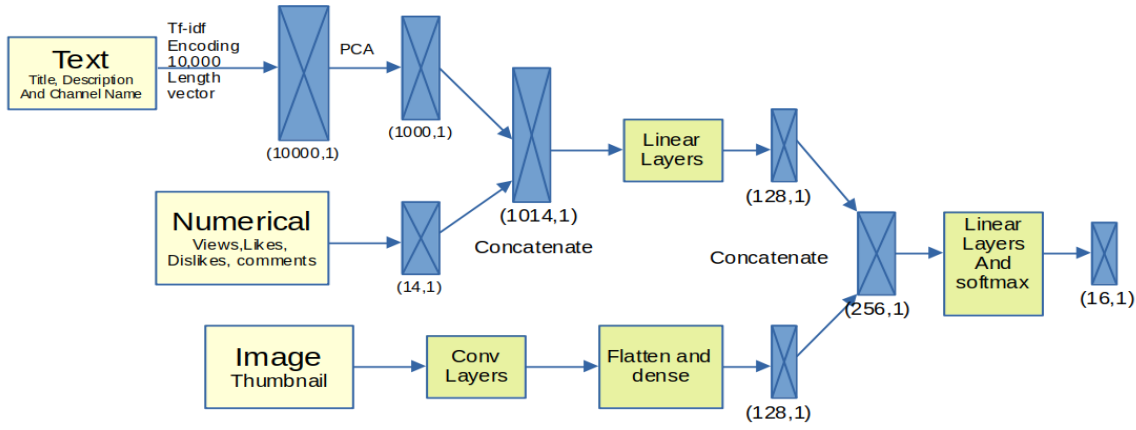 Text
Title, Description
And Channel Name
Tf-idf
Encoding
10,000
Length
vector
(10000,1)
PCA
(1000,1)
Numerical
Views,Likes,
Dislikes, comments
(14,1)
(1014,1)
Concatenate
Linear
Layers
(128,1)
Image
Thumbnail
Conv
Layers
Flatten and
dense
(128,1)
Concatenate
(256,1)
Linear
Layers
And
softmax
(16,1)